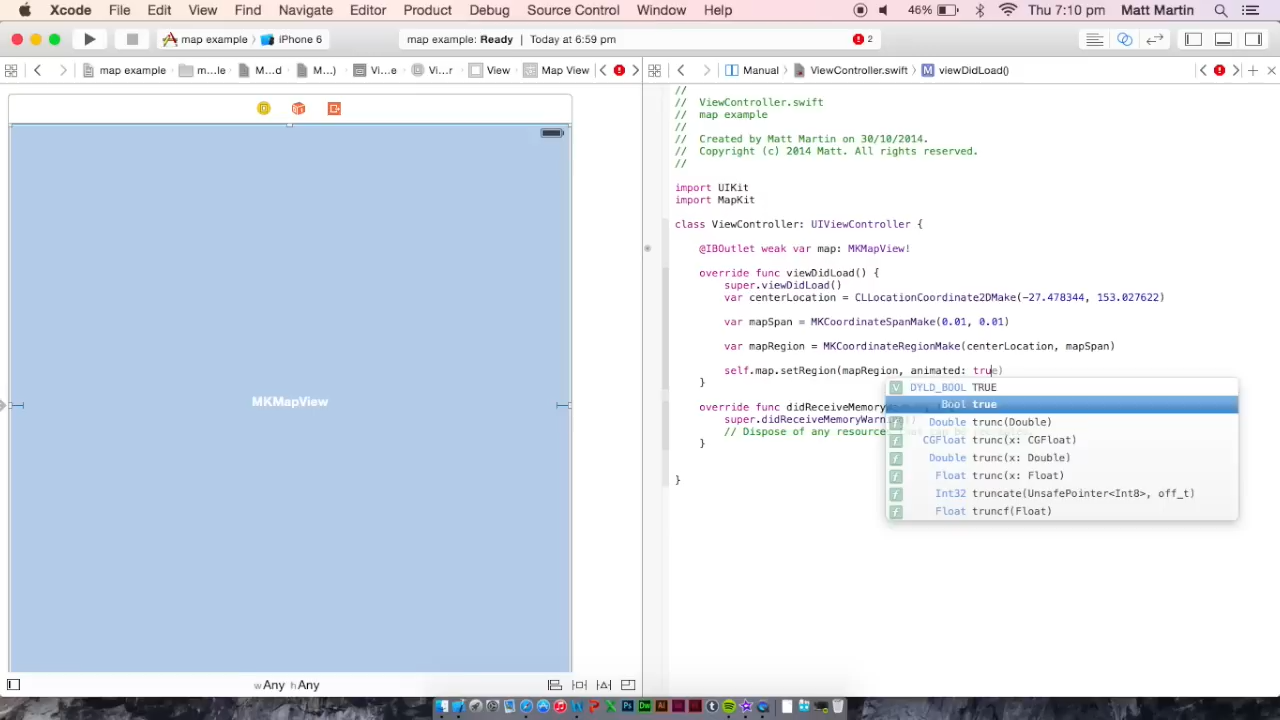 Xcode File Edit View Find Navigate Editor Product Debug Source Control Window Help 46% Thu 7:10 pm Matt Martin
map example iPhone 6 map example: Ready | Today at 6:59 pm 2
map example m...le M...d M...) Vi...e Vi...r View Map View Manual ViewController.swift viewDidLoad()
//
// ViewController.swift
// map example
//
// Created by Matt Martin on 30/10/2014.
// Copyright (c) 2014 Matt. All rights reserved.
//
import UIKit
import MapKit
class ViewController: UIViewController {
@IBOutlet weak var map: MKMapView!
override func viewDidLoad() {
super.viewDidLoad()
var centerLocation = CLLocationCoordinate2DMake(-27.478344, 153.027622)
var mapSpan = MKCoordinateSpanMake(0.01, 0.01)
var mapRegion = MKCoordinateRegionMake(centerLocation, mapSpan)
self.map.setRegion(mapRegion, animated: true)
}
V DYLD_BOOL TRUE
Bool true
f Double trunc(Double)
f CGFloat trunc(x: CGFloat)
f Double trunc(x: Double)
f Float trunc(x: Float)
f Int32 truncate(UnsafePointer<Int8>, off_t)
f Float truncf(Float)
override func didReceiveMemory
super.didReceiveMemoryWarn
// Dispose of any resource
}
}
MKMapView
wAny hAny